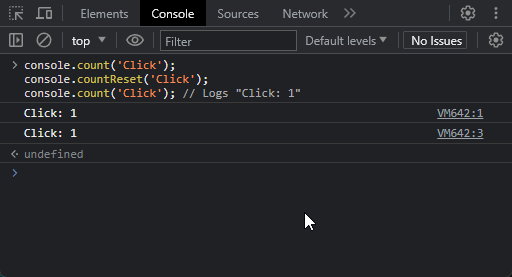 Elements Console Sources Network
top Filter Default levels No Issues
console.count('Click');
console.countReset('Click');
console.count('Click'); // Logs "Click: 1"
Click: 1 VM642:1
Click: 1 VM642:3
undefined